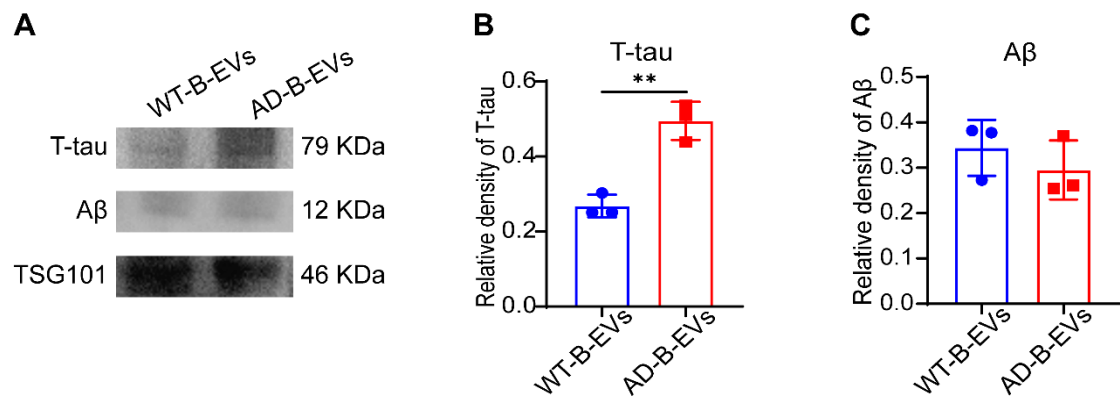 A
WT-B-EVs
AD-B-EVs
T-tau
79 KDa
Aβ
12 KDa
TSG101
46 KDa
B
T-tau
Relative density of T-tau
0.6
0.4
0.2
0.0
**
WT-B-EVs
AD-B-EVs
C
Aβ
Relative density of Aβ
0.5
0.4
0.3
0.2
0.1
0.0
WT-B-EVs
AD-B-EVs